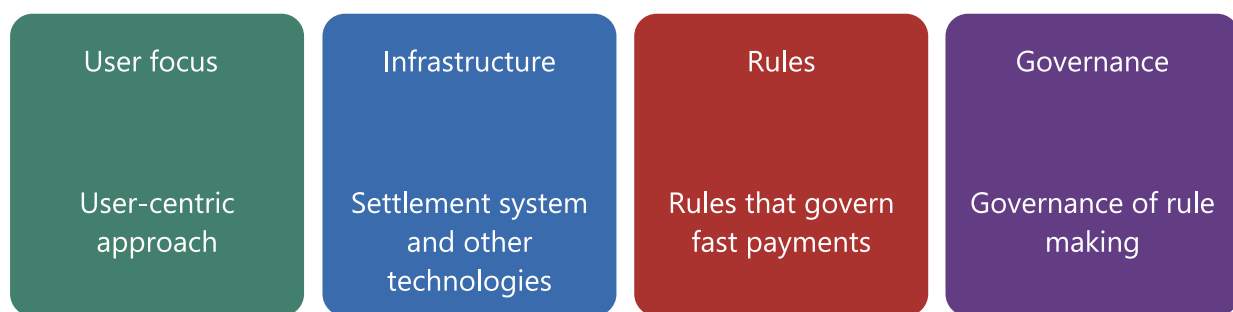 User focus
User-centric
approach
Infrastructure
Settlement system
and other
technologies
Rules
Rules that govern
fast payments
Governance
Governance of rule
making